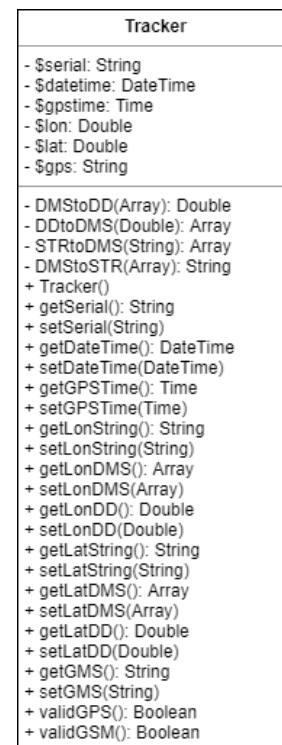 Tracker
- $serial: String
- $datetime: DateTime
- $gpstime: Time
- $lon: Double
- $lat: Double
- $gps: String
- DMStoDD(Array): Double
- DDtoDMS(Double): Array
- STRtoDMS(String): Array
- DMStoSTR(Array): String
+ Tracker()
+ getSerial(): String
+ setSerial(String)
+ getDateTime(): DateTime
+ setDateTime(DateTime)
+ getGPSTime(): Time
+ setGPSTime(Time)
+ getLonString(): String
+ setLonString(String)
+ getLonDMS(): Array
+ setLonDMS(Array)
+ getLonDD(): Double
+ setLonDD(Double)
+ getLatString(): String
+ setLatString(String)
+ getLatDMS(): Array
+ setLatDMS(Array)
+ getLatDD(): Double
+ setLatDD(Double)
+ getGMS(): String
+ setGMS(String)
+ validGPS(): Boolean
+ validGSM(): Boolean